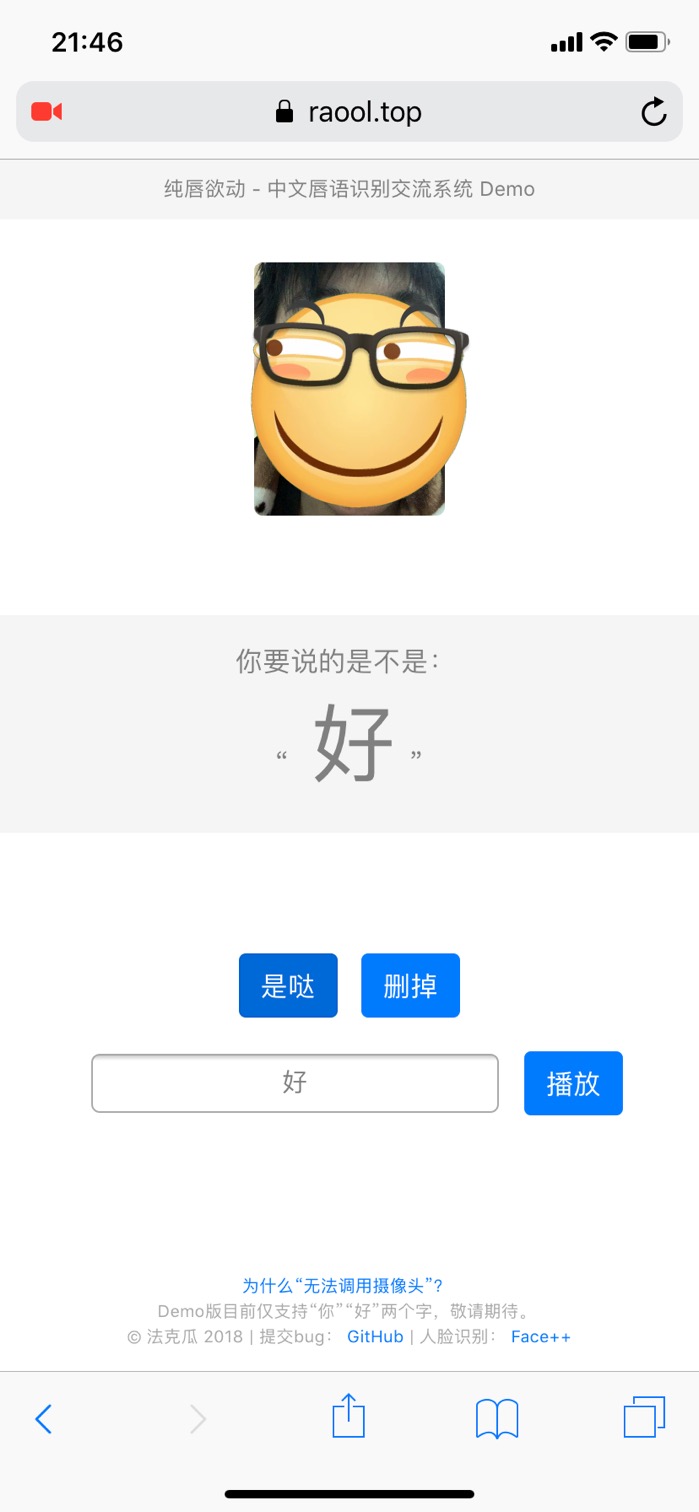 21:46
raool.top
纯唇欲动 - 中文唇语识别交流系统 Demo
你要说的是不是：
“ 好 ”
是哒 删掉
好 播放
为什么“无法调用摄像头”？
Demo版目前仅支持“你”“好”两个字，敬请期待。
© 法克瓜 2018 | 提交bug： GitHub | 人脸识别： Face++